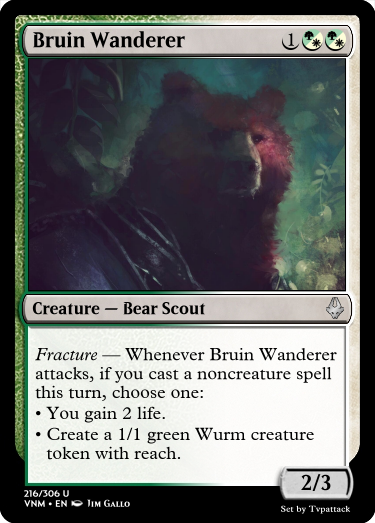 Bruin Wanderer 1
Creature — Bear Scout
Fracture — Whenever Bruin Wanderer
attacks, if you cast a noncreature spell
this turn, choose one:
• You gain 2 life.
• Create a 1/1 green Wurm creature
token with reach.
2/3
216/306 U
VNM • EN Jim Gallo
Set by Tvpattack